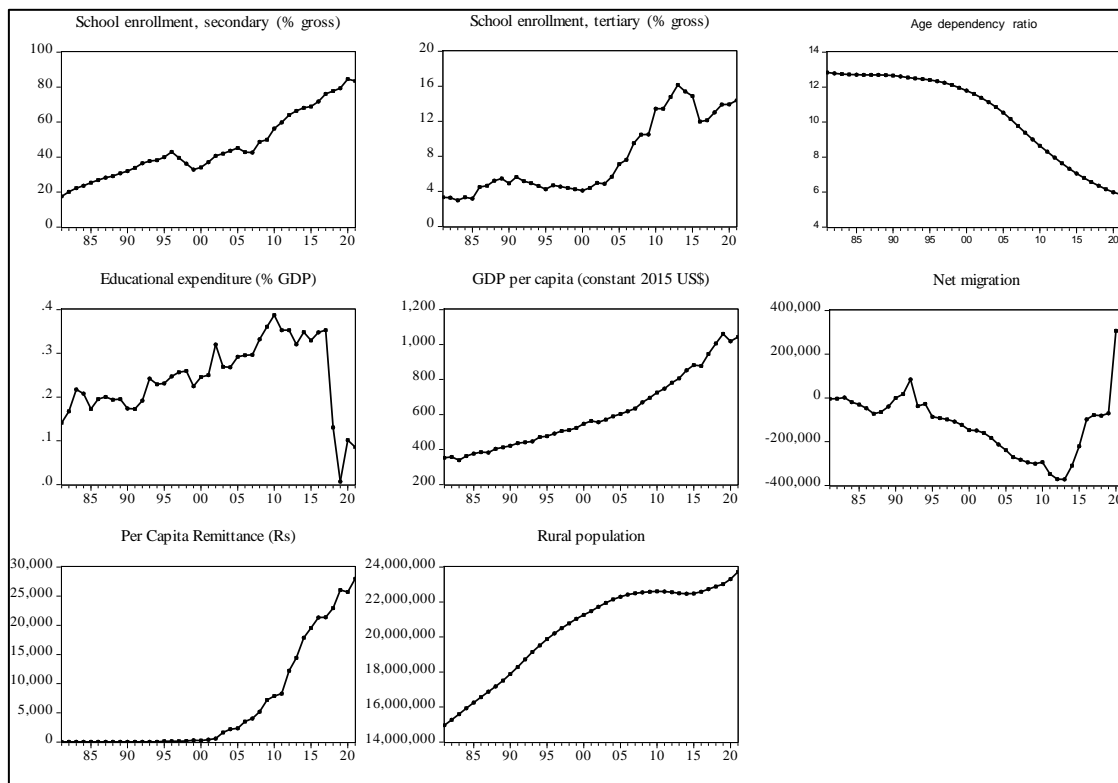 School enrollment, secondary (% gross)
100
80
60
40
20
0
85 90 95 00 05 10 15 20
School enrollment, tertiary (% gross)
20
16
12
8
4
0
85 90 95 00 05 10 15 20
Age dependency ratio
14
12
10
8
6
4
85 90 95 00 05 10 15 20
Educational expenditure (% GDP)
.4
.3
.2
.1
.0
85 90 95 00 05 10 15 20
GDP per capita (constant 2015 US$)
1,200
1,000
800
600
400
200
85 90 95 00 05 10 15 20
Net migration
400,000
200,000
0
-200,000
-400,000
85 90 95 00 05 10 15 20
Per Capita Remittance (Rs)
30,000
25,000
20,000
15,000
10,000
5,000
0
85 90 95 00 05 10 15 20
Rural population
24,000,000
22,000,000
20,000,000
18,000,000
16,000,000
14,000,000
85 90 95 00 05 10 15 20